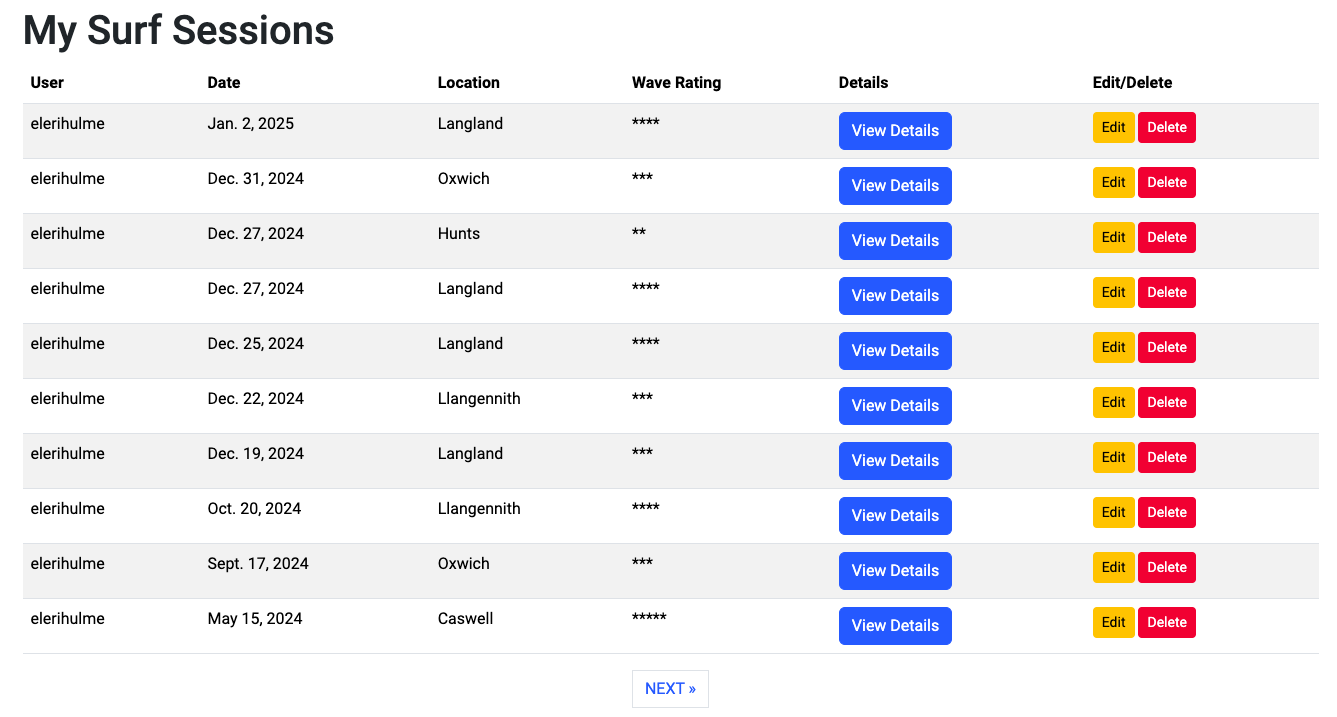 My Surf Sessions
User Date Location Wave Rating Details Edit/Delete
elerihulme Jan. 2, 2025 Langland **** View Details Edit Delete
elerihulme Dec. 31, 2024 Oxwich *** View Details Edit Delete
elerihulme Dec. 27, 2024 Hunts ** View Details Edit Delete
elerihulme Dec. 27, 2024 Langland **** View Details Edit Delete
elerihulme Dec. 25, 2024 Langland **** View Details Edit Delete
elerihulme Dec. 22, 2024 Llangennith *** View Details Edit Delete
elerihulme Dec. 19, 2024 Langland *** View Details Edit Delete
elerihulme Oct. 20, 2024 Llangennith **** View Details Edit Delete
elerihulme Sept. 17, 2024 Oxwich *** View Details Edit Delete
elerihulme May 15, 2024 Caswell ***** View Details Edit Delete
NEXT »